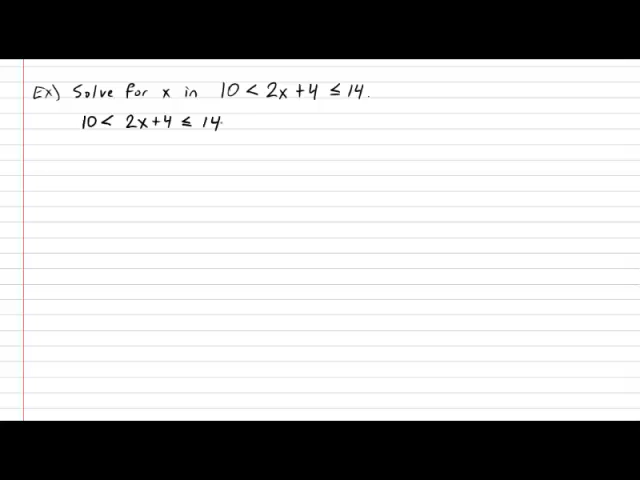 Ex) Solve for x in 10 < 2x + 4 ≤ 14.
10 < 2x + 4 ≤ 14